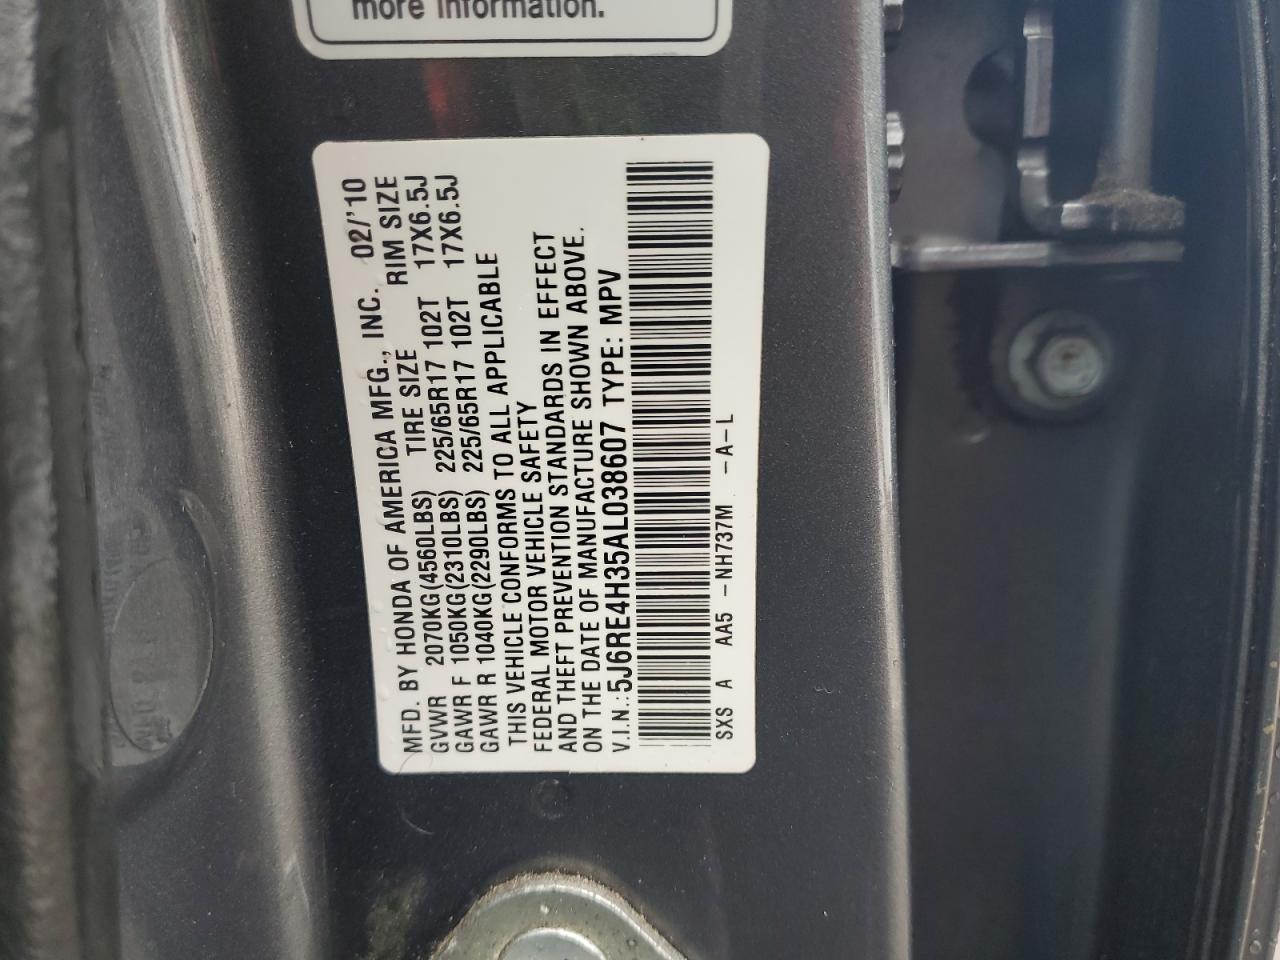 more information.
MFD. BY HONDA OF AMERICA MFG., INC. 02/'10
GVWR 2070KG(4560LBS) TIRE SIZE RIM SIZE
GAWR F 1050KG(2310LBS) 225/65R17 102T 17X6.5J
GAWR R 1040KG(2290LBS) 225/65R17 102T 17X6.5J
THIS VEHICLE CONFORMS TO ALL APPLICABLE
FEDERAL MOTOR VEHICLE SAFETY
AND THEFT PREVENTION STANDARDS IN EFFECT
ON THE DATE OF MANUFACTURE SHOWN ABOVE.
V.I.N.: 5J6RE4H35AL038607 TYPE: MPV
SXS A AA5 -NH737M -A-L